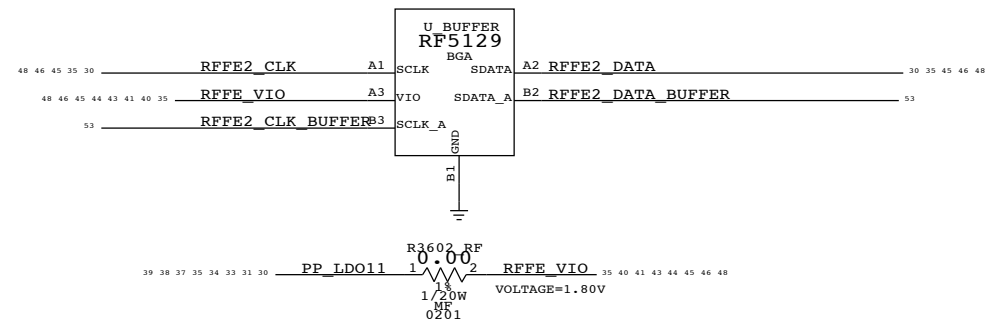 U_BUFFER
RF5129
BGA
48 46 45 35 30 RFFE2_CLK A1 SCLK SDATA A2 RFFE2_DATA 30 35 45 46 48
48 46 45 44 43 41 40 35 RFFE_VIO A3 VIO SDATA_A B2 RFFE2_DATA_BUFFER 53
53 RFFE2_CLK_BUFFER B3 SCLK_A
GND
B1
R3602_RF
0.00
39 38 37 35 34 33 31 30 PP_LDO11 1 2 RFFE_VIO 35 40 41 43 44 45 46 48
1%
VOLTAGE=1.80V
1/20W
MF
0201